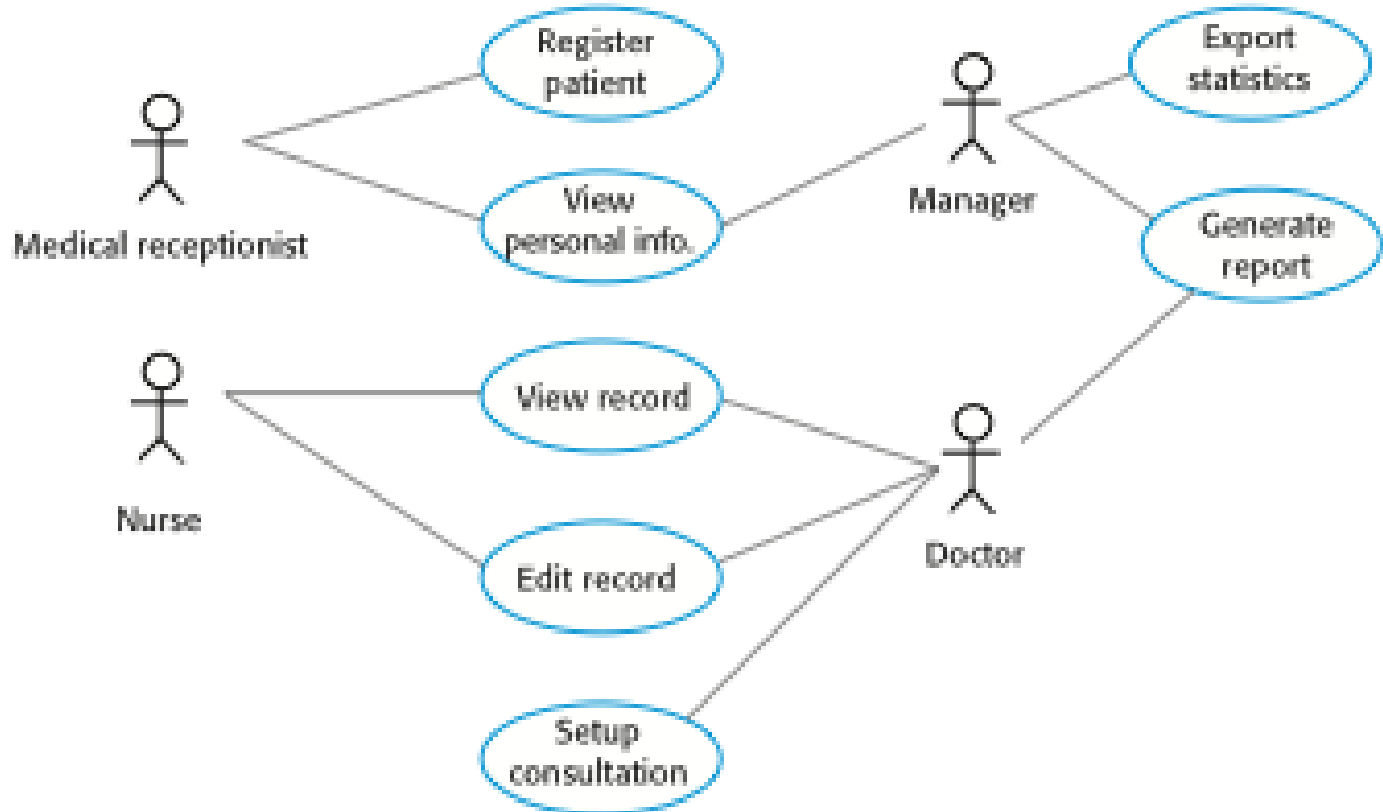 Register
patient
Export
statistics
Medical receptionist
View
personal info.
Manager
Generate
report
View record
Nurse
Edit record
Doctor
Setup
consultation